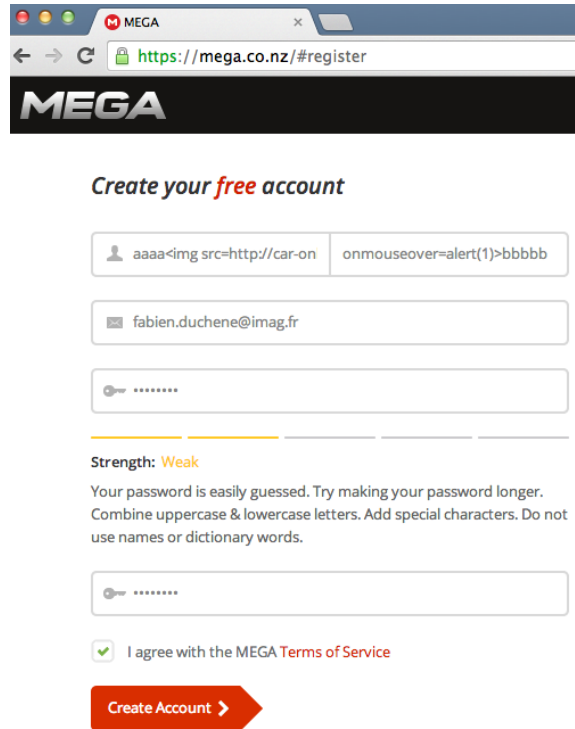 MEGA
https://mega.co.nz/#register
MEGA
Create your free account
aaaa<img src=http://car-on onmouseover=alert(1)>bbbbb
fabien.duchene@imag.fr
••••••••
Strength: Weak
Your password is easily guessed. Try making your password longer.
Combine uppercase & lowercase letters. Add special characters. Do not
use names or dictionary words.
••••••••
I agree with the MEGA Terms of Service
Create Account